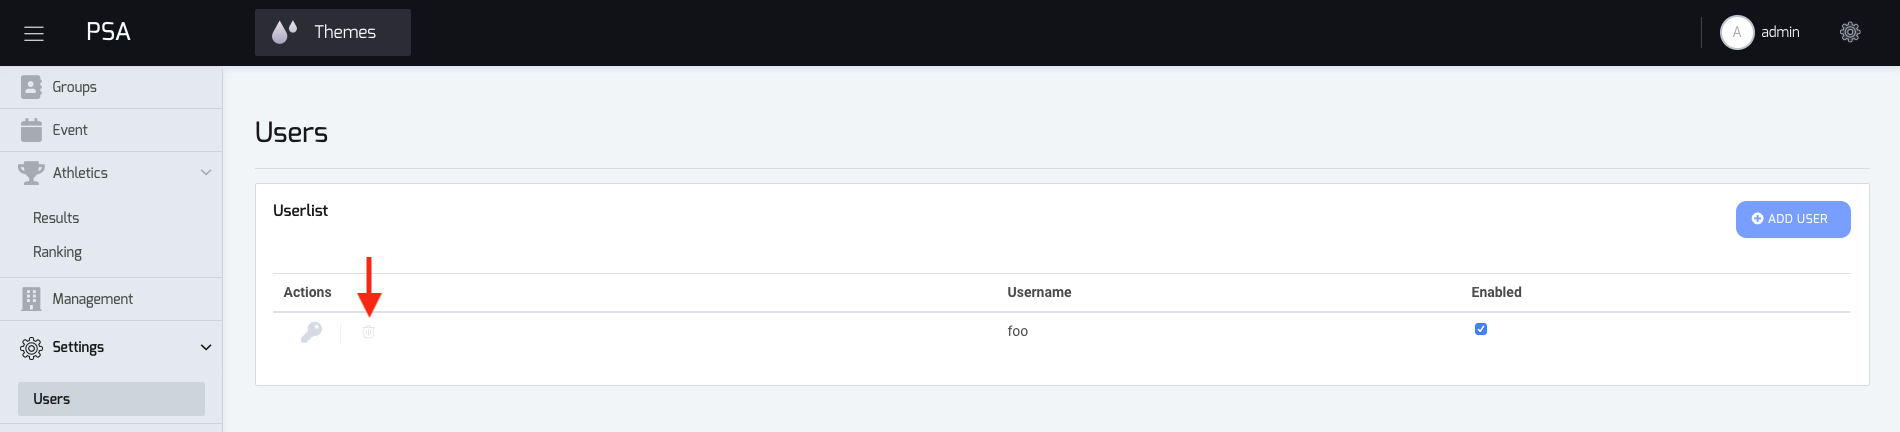 PSA
Themes
A admin
Groups
Event
Athletics
Results
Ranking
Management
Settings
Users
Users
Userlist
ADD USER
Actions Username Enabled
foo